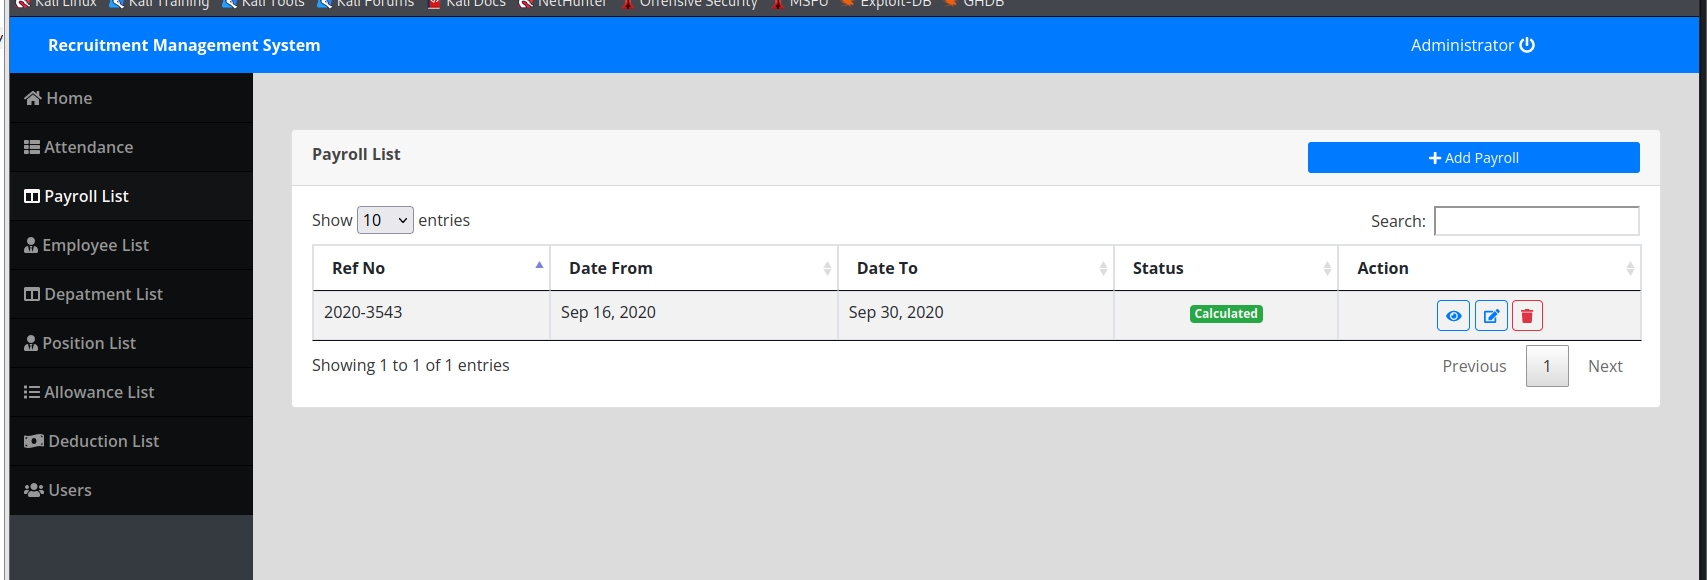 Kali Linux Kali Training Kali Tools Kali Forums Kali Docs NetHunter Offensive Security MSFU Exploit-DB GHDB
Recruitment Management System Administrator
Home
Attendance
Payroll List
Employee List
Depatment List
Position List
Allowance List
Deduction List
Users
Payroll List Add Payroll
Show 10 entries Search:
Ref No Date From Date To Status Action
2020-3543 Sep 16, 2020 Sep 30, 2020 Calculated
Showing 1 to 1 of 1 entries Previous 1 Next